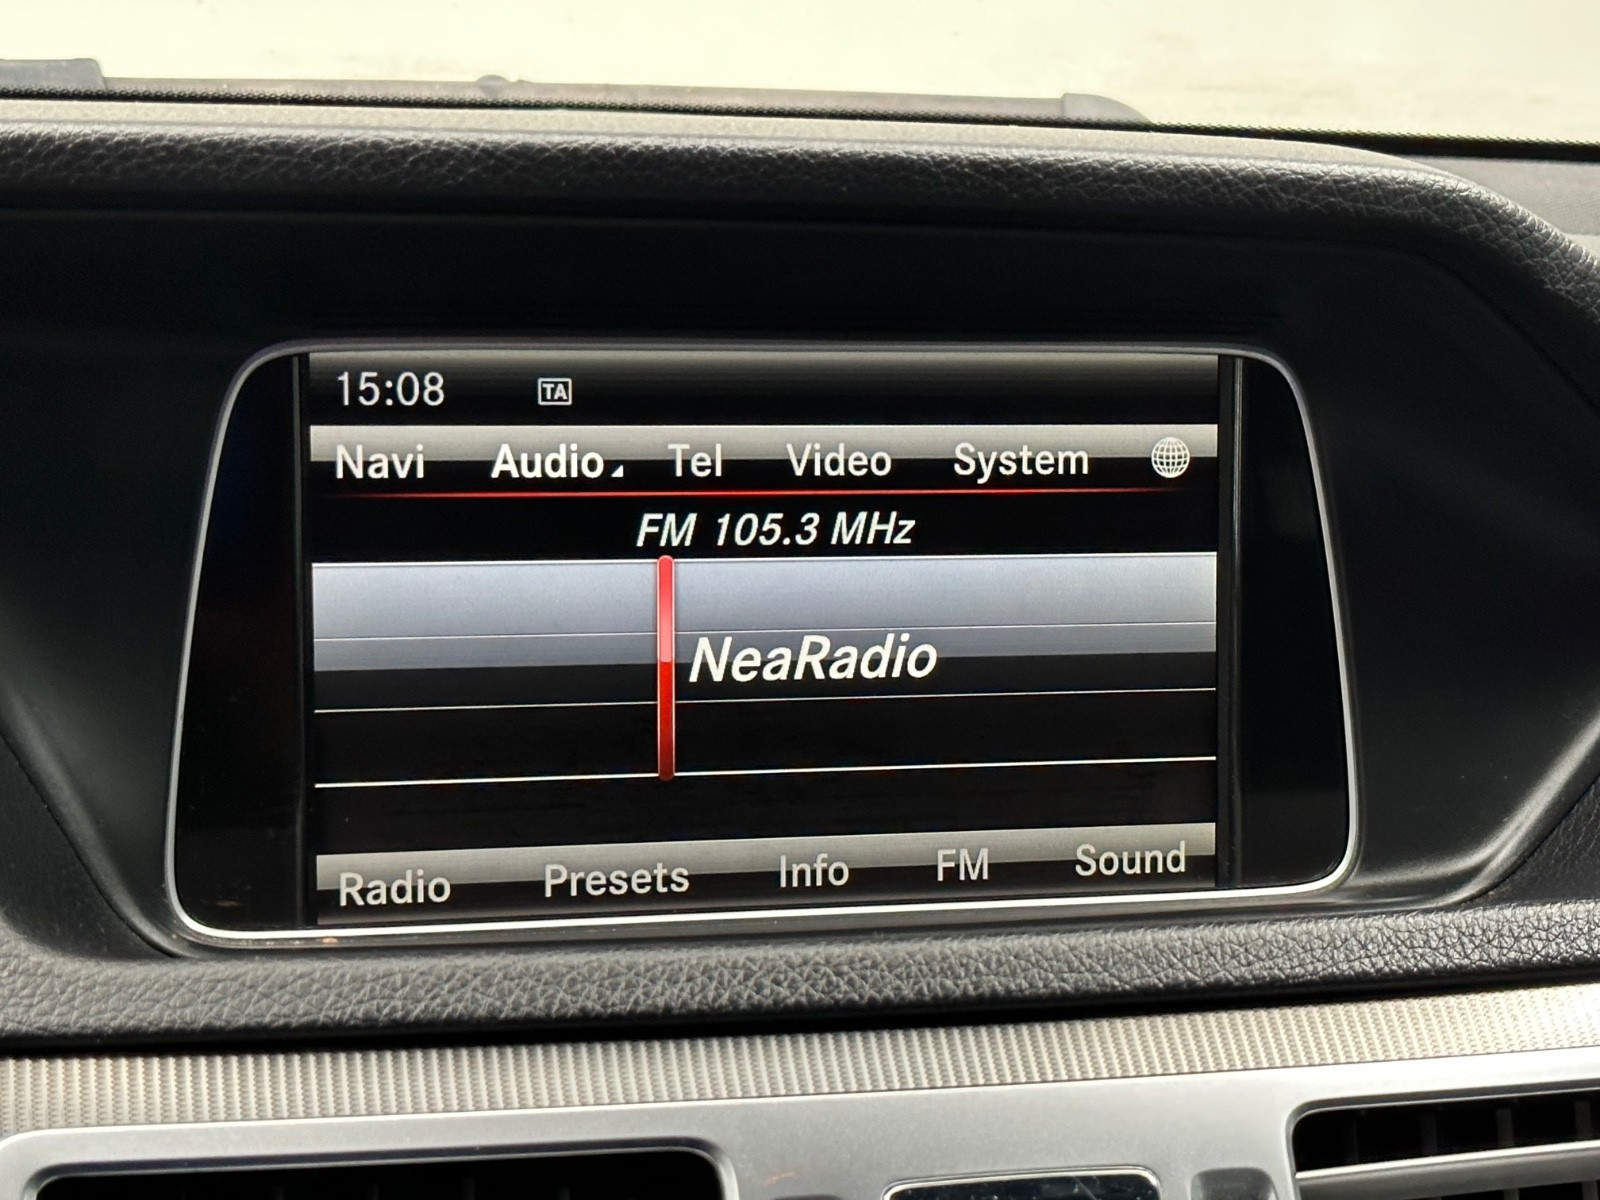 15:08 TA
Navi Audio Tel Video System
FM 105.3 MHz
NeaRadio
Radio Presets Info FM Sound